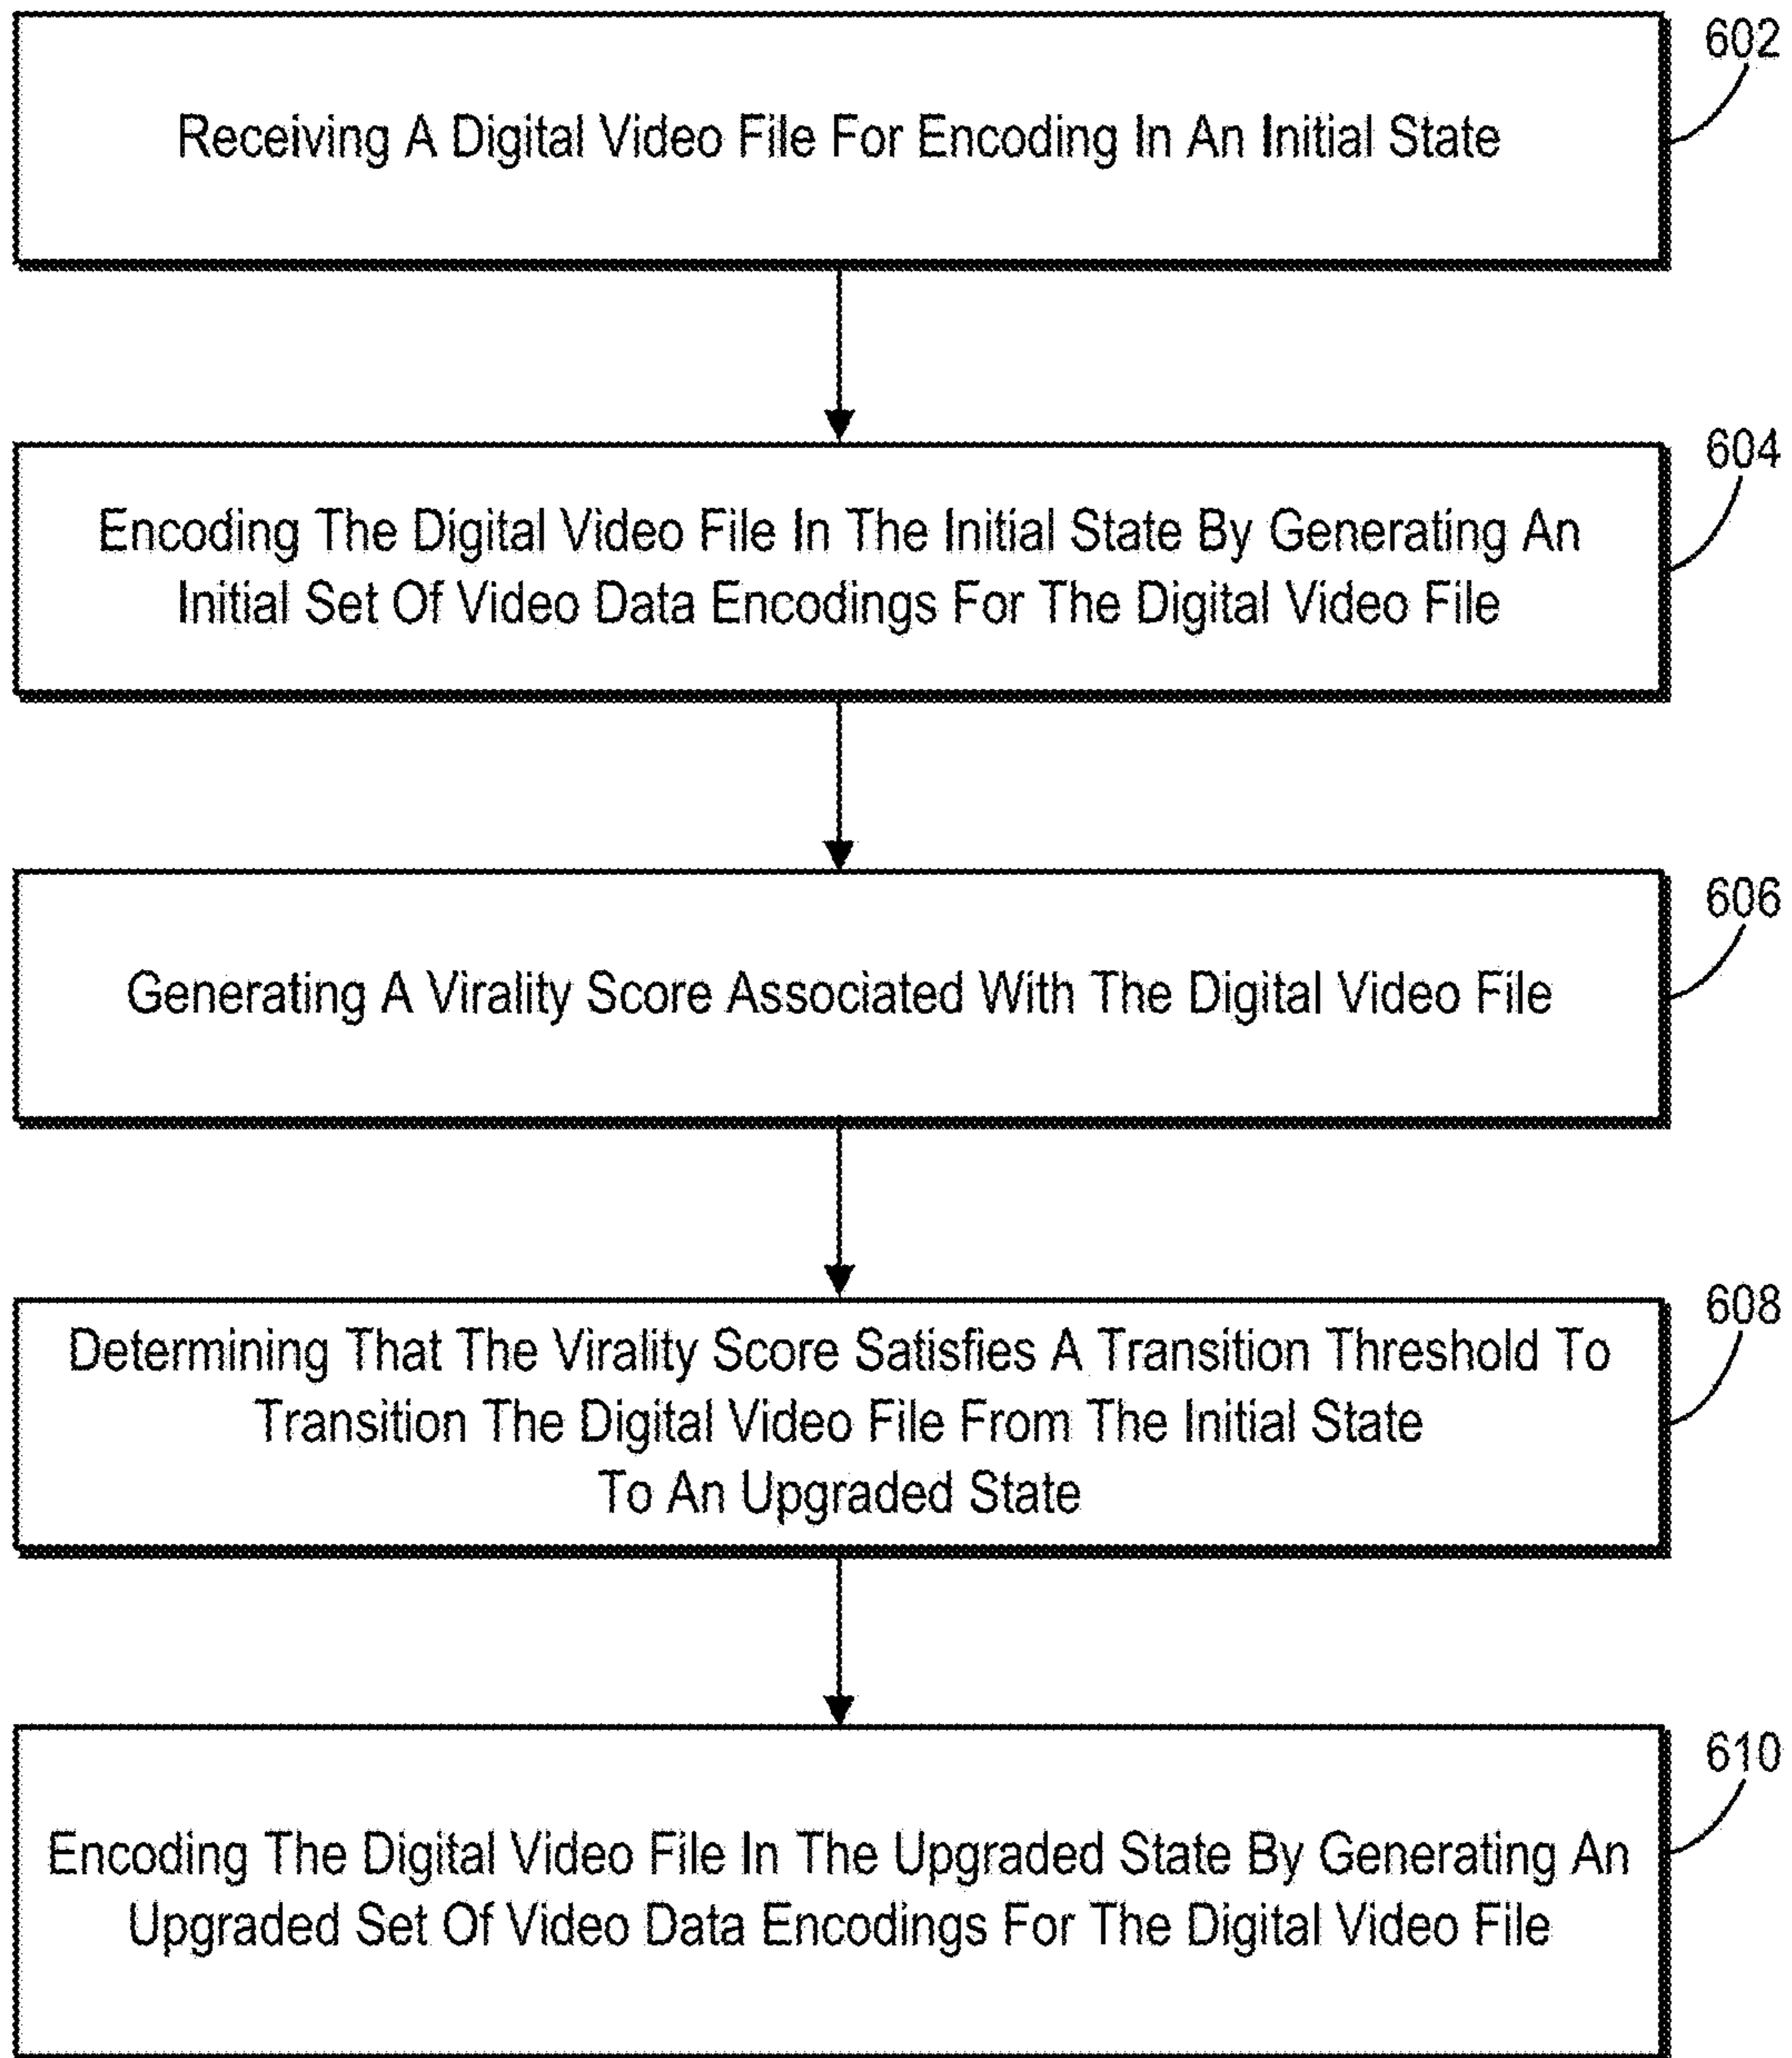 602
Receiving A Digital Video File For Encoding In An Initial State
604
Encoding The Digital Video File In The Initial State By Generating An
Initial Set Of Video Data Encodings For The Digital Video File
606
Generating A Virality Score Associated With The Digital Video File
608
Determining That The Virality Score Satisfies A Transition Threshold To
Transition The Digital Video File From The Initial State
To An Upgraded State
610
Encoding The Digital Video File In The Upgraded State By Generating An
Upgraded Set Of Video Data Encodings For The Digital Video File